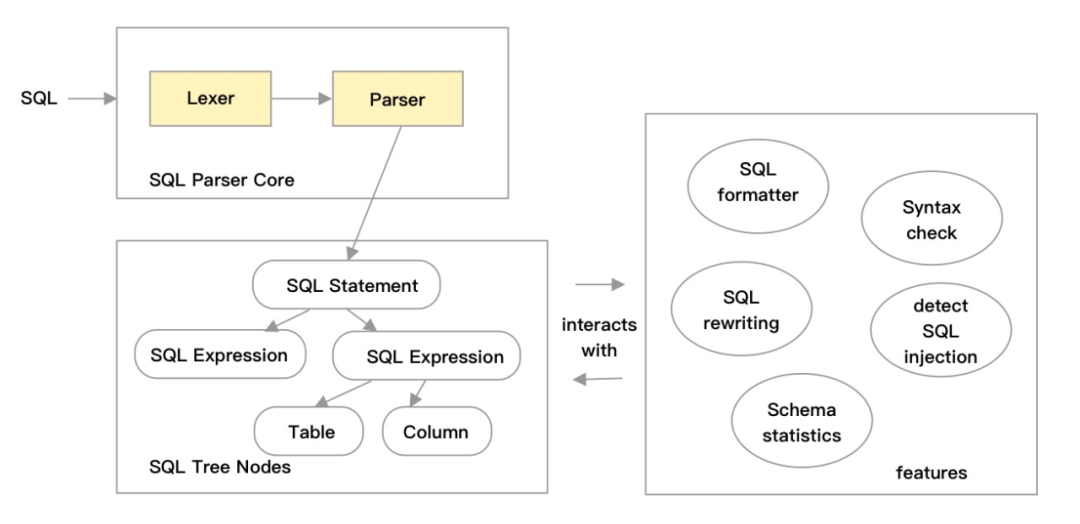 SQL
Lexer
Parser
SQL Parser Core
SQL Statement
SQL Expression
SQL Expression
Table
Column
SQL Tree Nodes
interacts
with
SQL
formatter
Syntax
check
SQL
rewriting
detect
SQL
injection
Schema
statistics
features